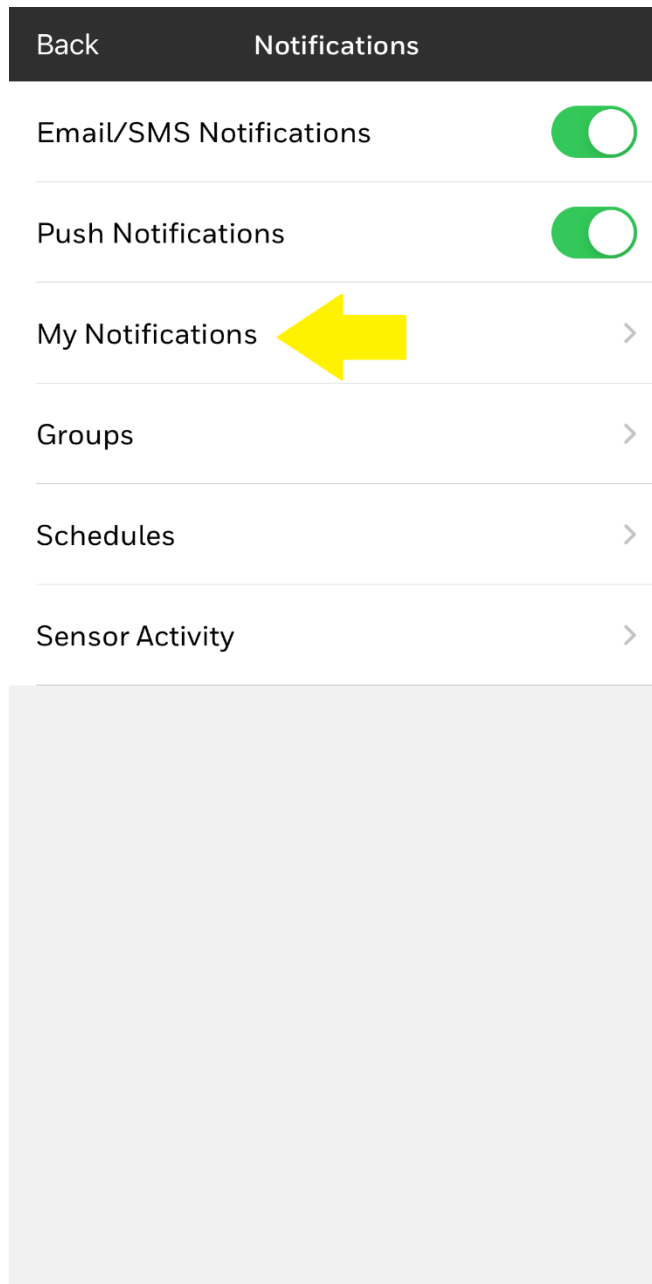 Back Notifications
Email/SMS Notifications
Push Notifications
My Notifications
Groups
Schedules
Sensor Activity